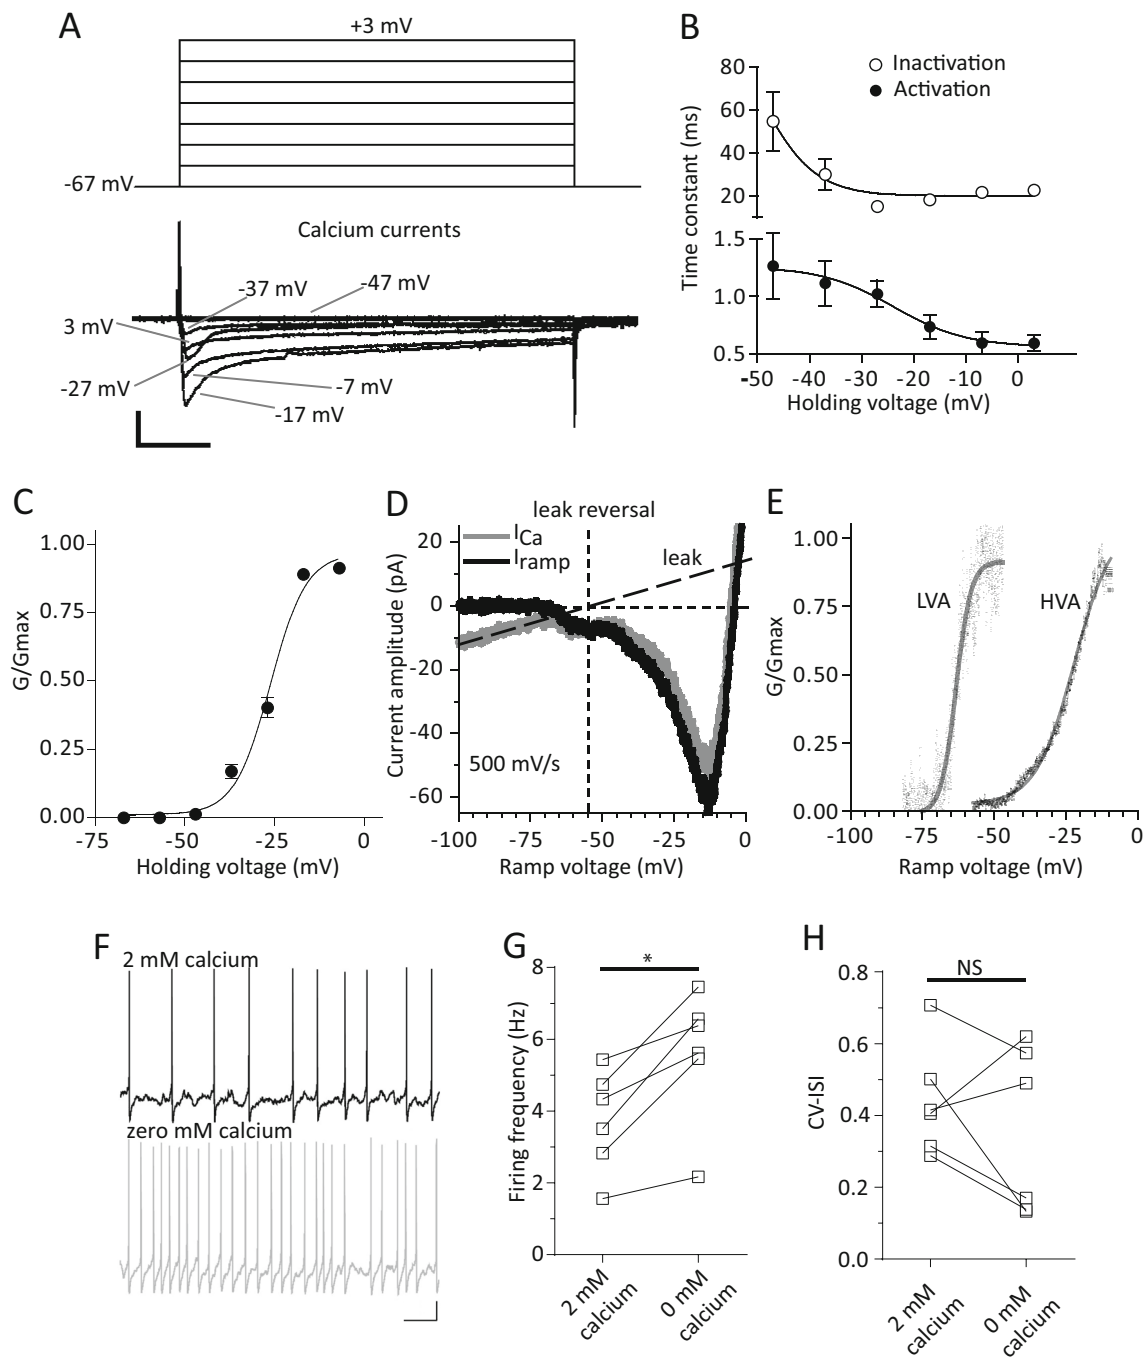 A
+3 mV
-67 mV
Calcium currents
-37 mV
-47 mV
3 mV
-27 mV
-7 mV
-17 mV
B
Inactivation
Activation
Time constant (ms)
80
60
40
20
1.5
1.0
0.5
-50 -40 -30 -20 -10 0
Holding voltage (mV)
C
G/Gmax
1.00
0.75
0.50
0.25
0.00
-75 -50 -25 0
Holding voltage (mV)
D
leak reversal
ICa
Iramp
leak
Current amplitude (pA)
20
0
-20
-40
-60
500 mV/s
-100 -75 -50 -25 0
Ramp voltage (mV)
E
G/Gmax
1.00
0.75
0.50
0.25
0.00
LVA
HVA
-100 -75 -50 -25 0
Ramp voltage (mV)
F
2 mM calcium
zero mM calcium
G
*
Firing frequency (Hz)
8
6
4
2
0
2 mM
calcium
0 mM
calcium
H
NS
CV-ISI
0.8
0.6
0.4
0.2
0.0
2 mM
calcium
0 mM
calcium